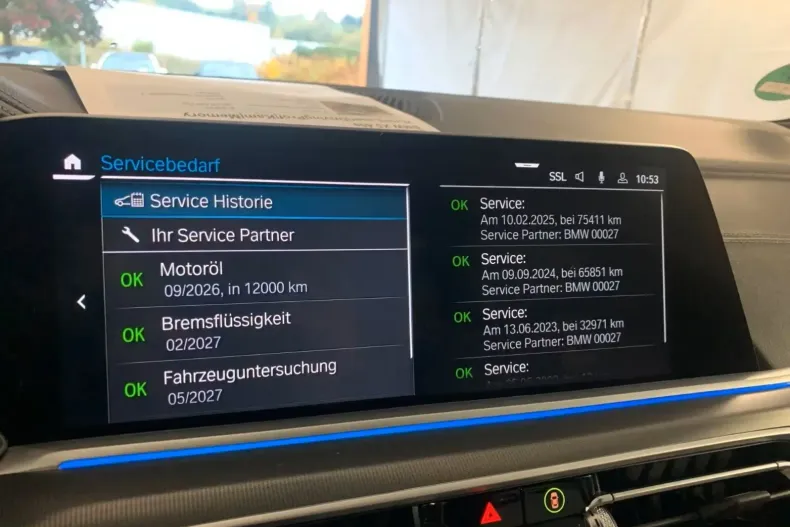 Servicebedarf
SSL
10:53
Service Historie
Ihr Service Partner
OK
Motoröl
09/2026, in 12000 km
OK
Bremsflüssigkeit
02/2027
OK
Fahrzeuguntersuchung
05/2027
OK
Service:
Am 10.02.2025, bei 75411 km
Service Partner: BMW 00027
OK
Service:
Am 09.09.2024, bei 65851 km
Service Partner: BMW 00027
OK
Service:
Am 13.06.2023, bei 32971 km
Service Partner: BMW 00027
OK
Service: